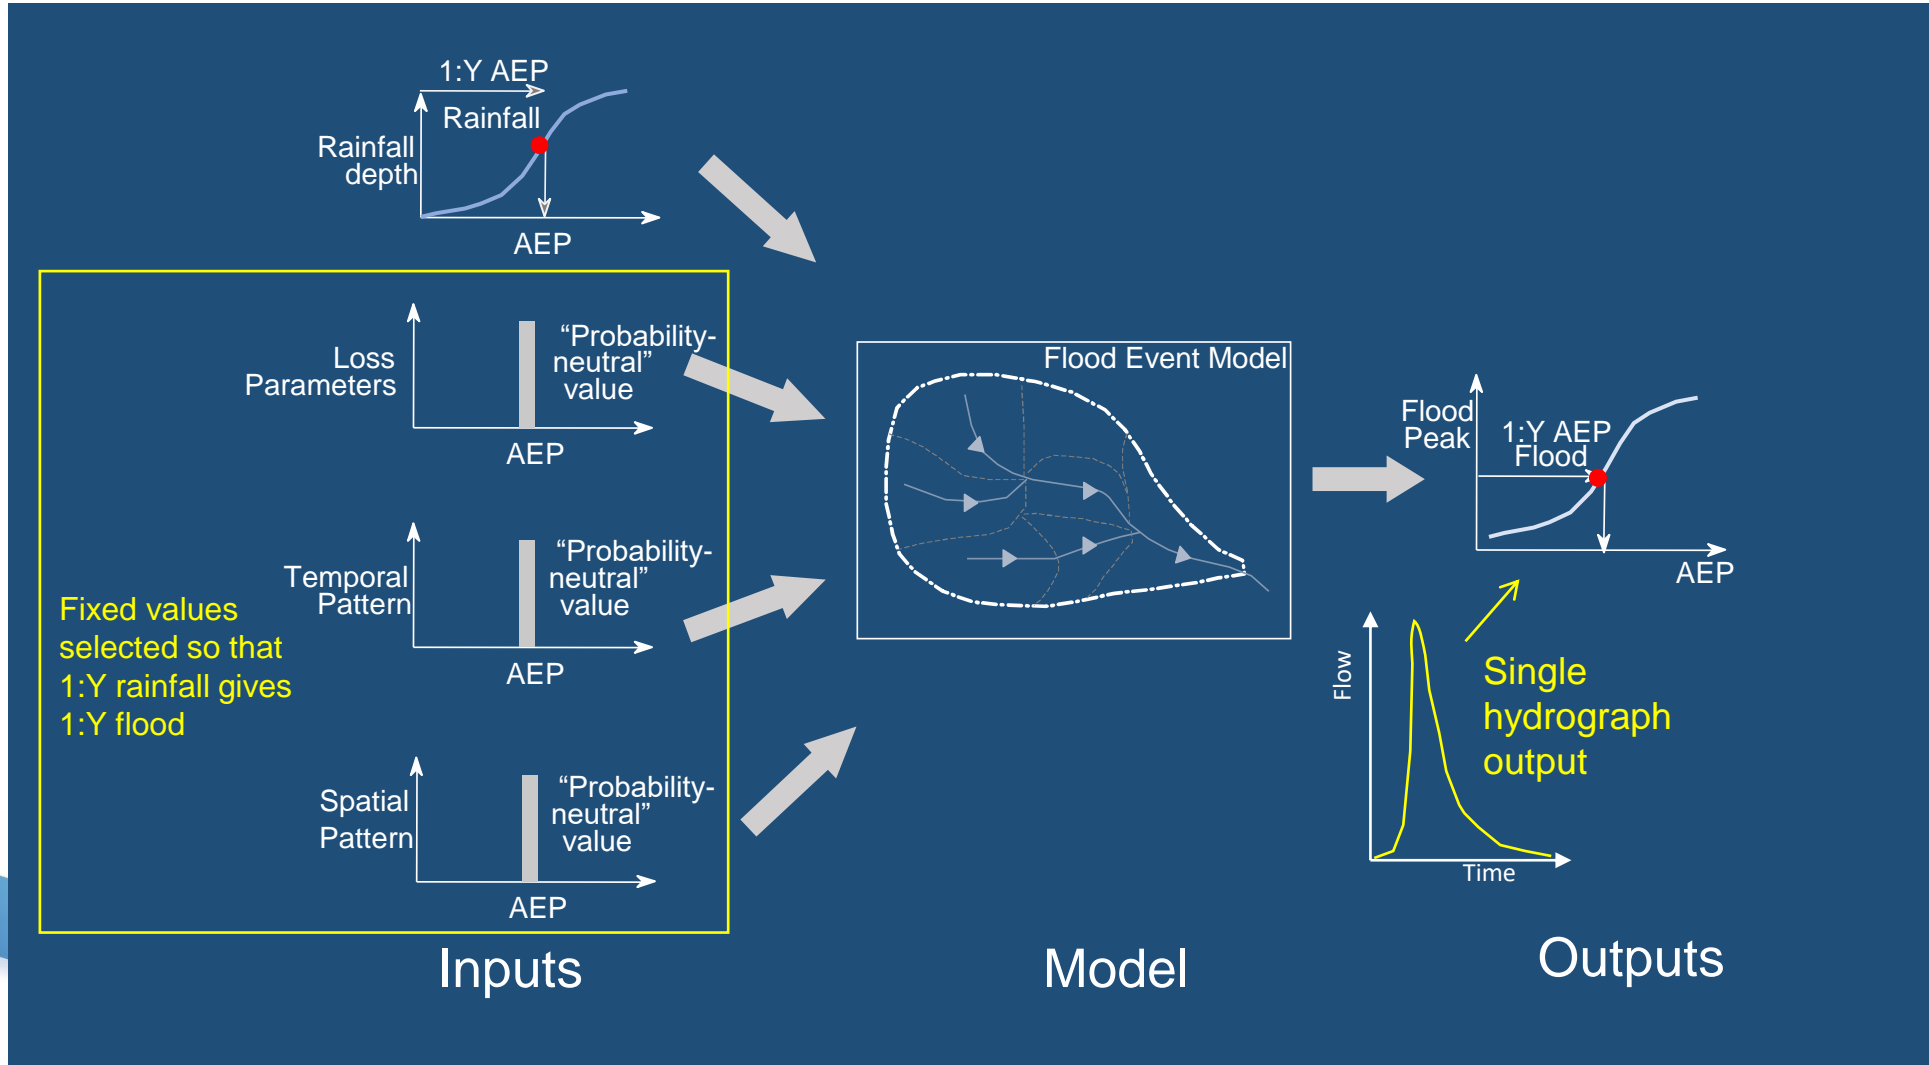 1:Y AEP
Rainfall
Rainfall
depth
AEP
Loss
Parameters
“Probability-
neutral”
value
AEP
Temporal
Pattern
“Probability-
neutral”
value
AEP
Fixed values
selected so that
1:Y rainfall gives
1:Y flood
Spatial
Pattern
“Probability-
neutral”
value
AEP
Inputs
Flood Event Model
Model
Flood
Peak
1:Y AEP
Flood
AEP
Flow
Time
Single
hydrograph
output
Outputs